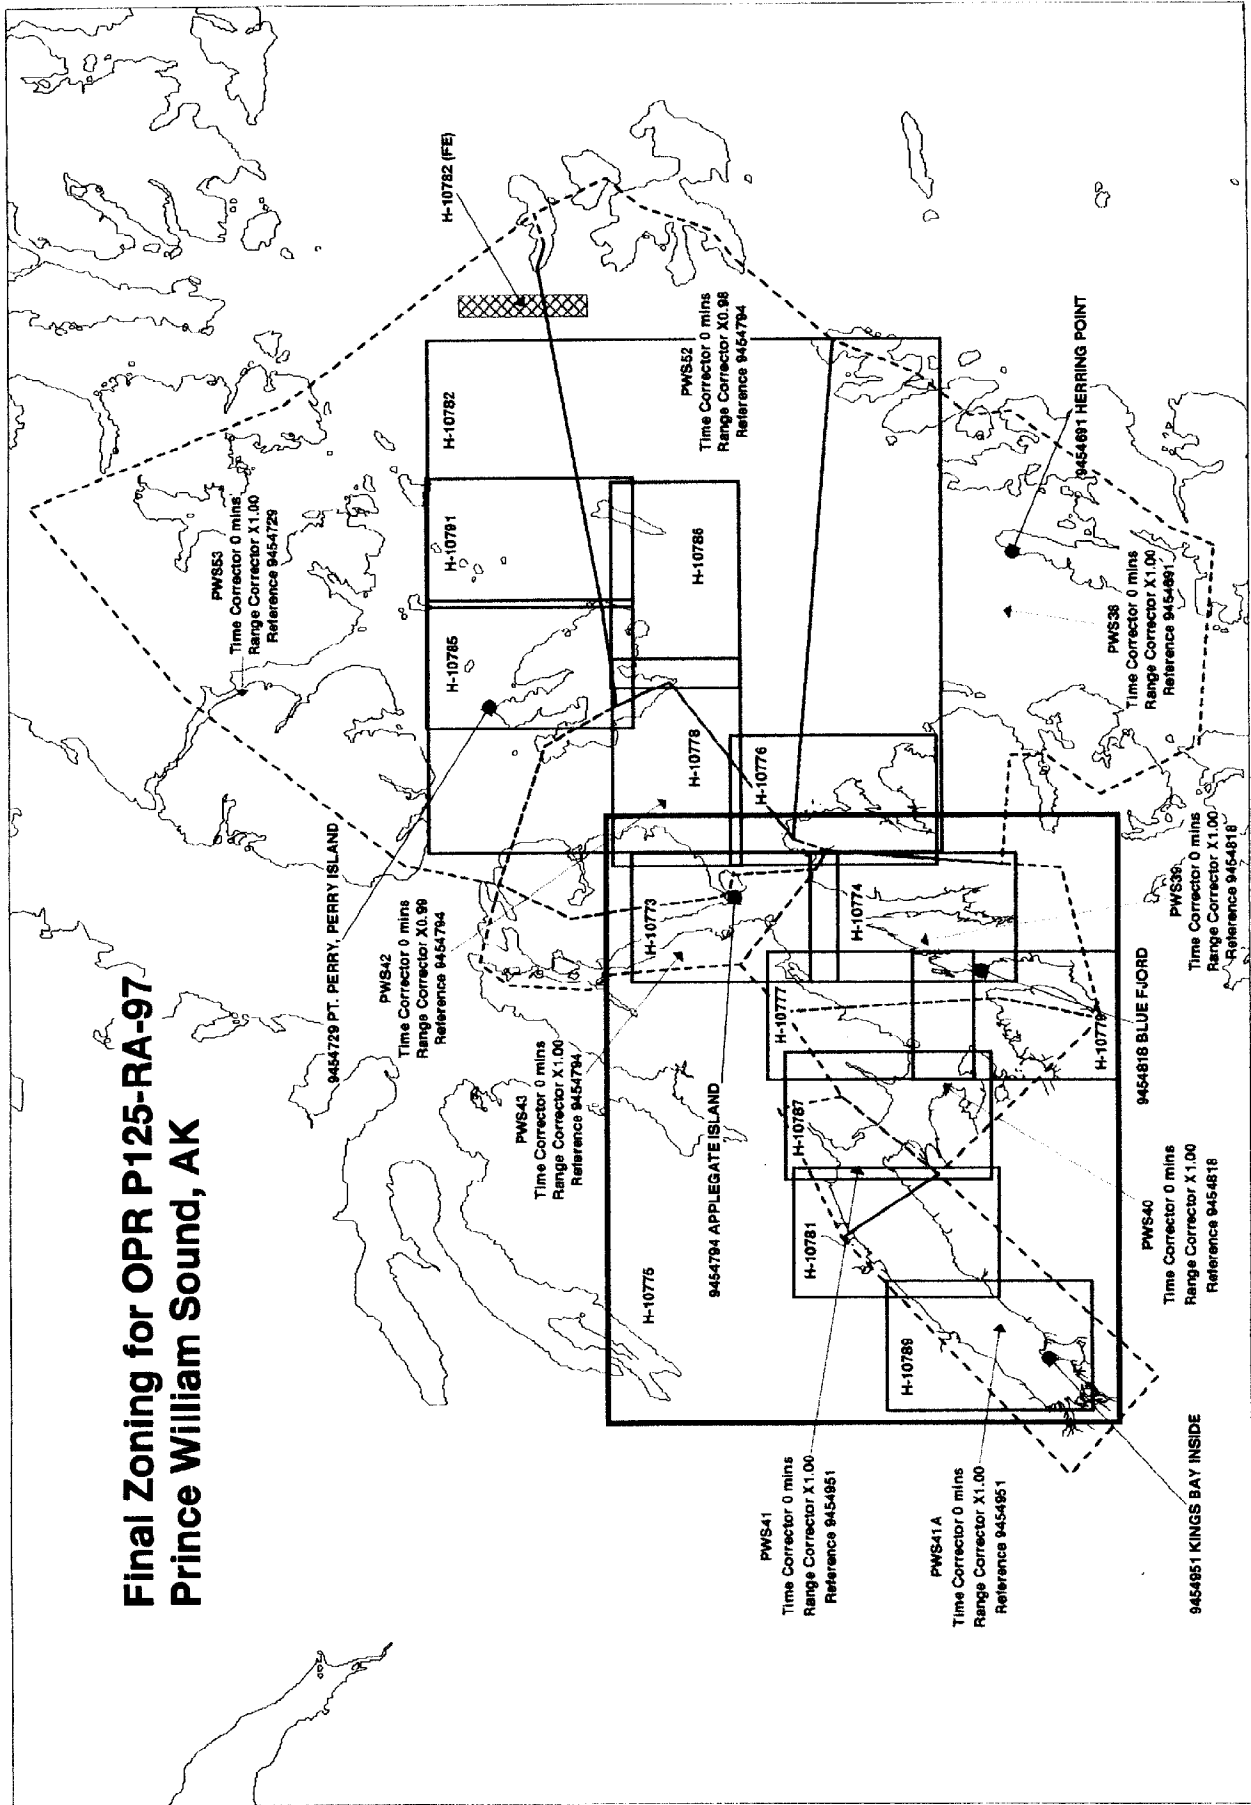 Final Zoning for OPR P125-RA-97
Prince William Sound, AK
H-10782 (FE)
PWS53
Time Corrector 0 mins
Range Corrector X1.00
Reference 9454729
H-10782
H-10791
H-10785
PWS52
Time Corrector 0 mins
Range Corrector X0.98
Reference 9454794
9454729 PT. PERRY, PERRY ISLAND
PWS42
Time Corrector 0 mins
Range Corrector X0.99
Reference 9454794
H-10786
H-10778
H-10776
9454691 HERRING POINT
PWS38
Time Corrector 0 mins
Range Corrector X1.00
Reference 9454691
PWS43
Time Corrector 0 mins
Range Corrector X1.00
Reference 9454794
H-10773
H-10774
9454794 APPLEGATE ISLAND
H-10777
PWS39
Time Corrector 0 mins
Range Corrector X1.00
Reference 9454818
H-10779
9454818 BLUE FJORD
H-10787
H-10775
H-10781
PWS40
Time Corrector 0 mins
Range Corrector X1.00
Reference 9454818
H-10789
PWS41
Time Corrector 0 mins
Range Corrector X1.00
Reference 9454951
PWS41A
Time Corrector 0 mins
Range Corrector X1.00
Reference 9454951
9454951 KINGS BAY INSIDE